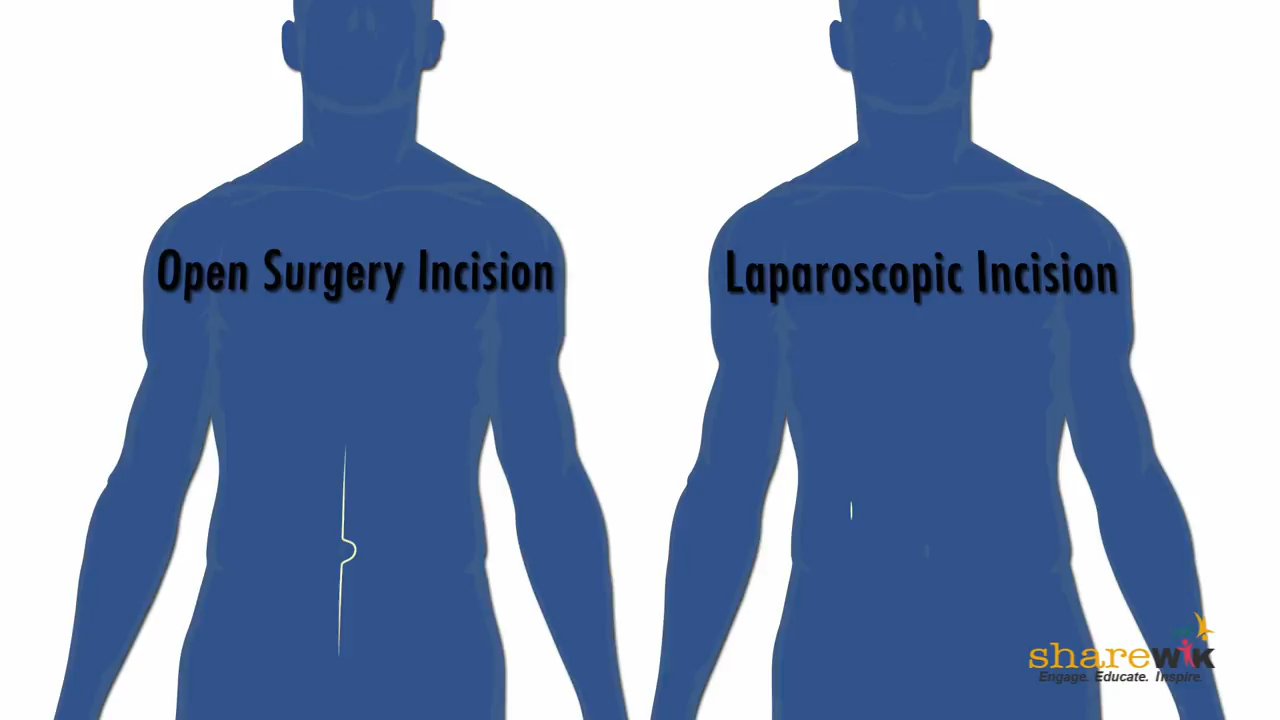 Open Surgery Incision
Laparoscopic Incision
sharewik
Engage. Educate. Inspire.